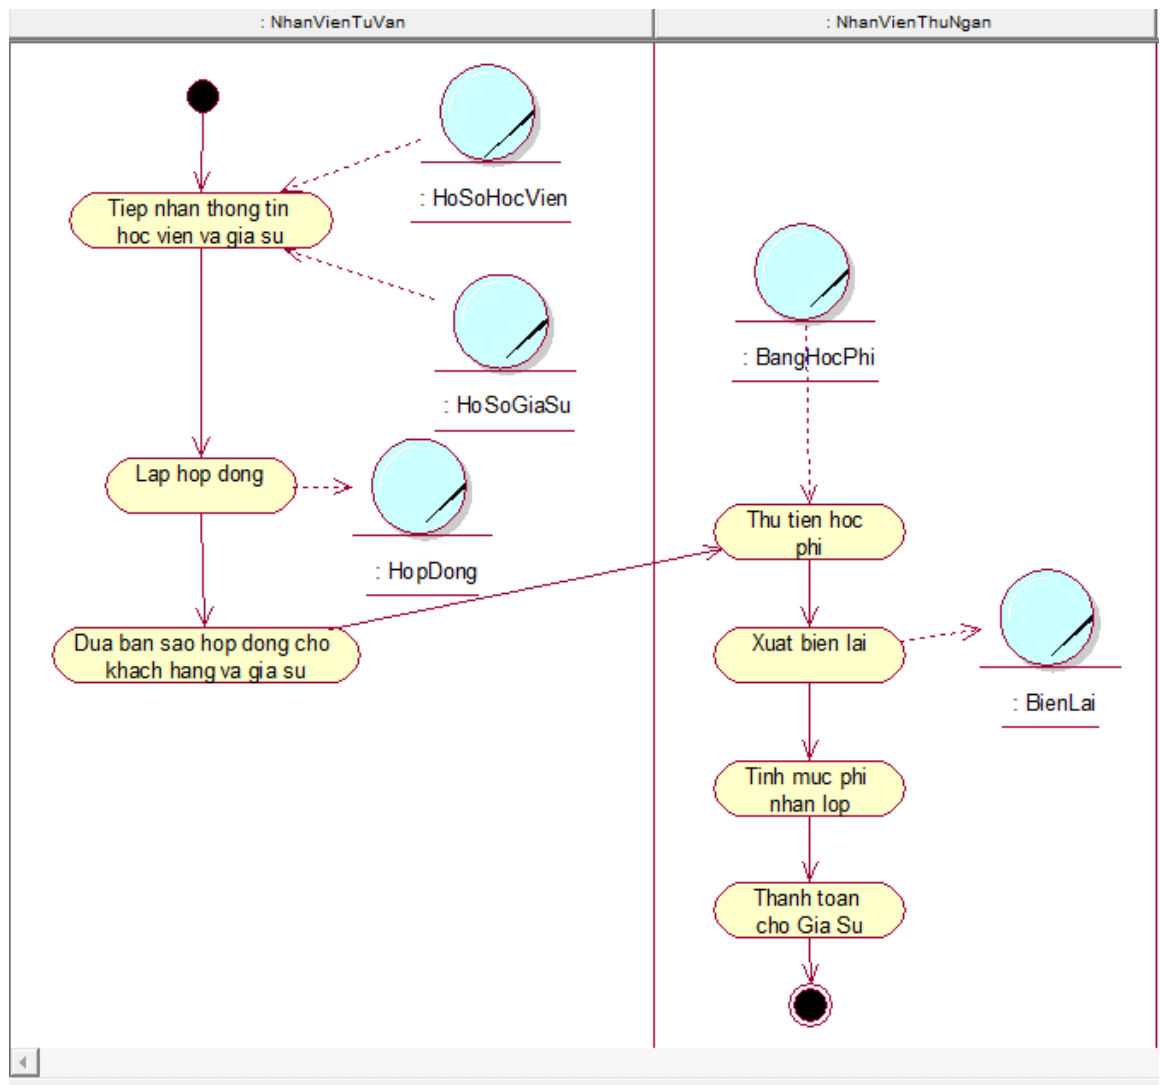 : NhanVienTuVan
: NhanVienThuNgan
: HoSoHocVien
Tiep nhan thong tin
hoc vien va gia su
: HoSoGiaSu
: BangHocPhi
Lap hop dong
: HopDong
Thu tien hoc
phi
Dua ban sao hop dong cho
khach hang va gia su
Xuat bien lai
: BienLai
Tinh muc phi
nhan lop
Thanh toan
cho Gia Su